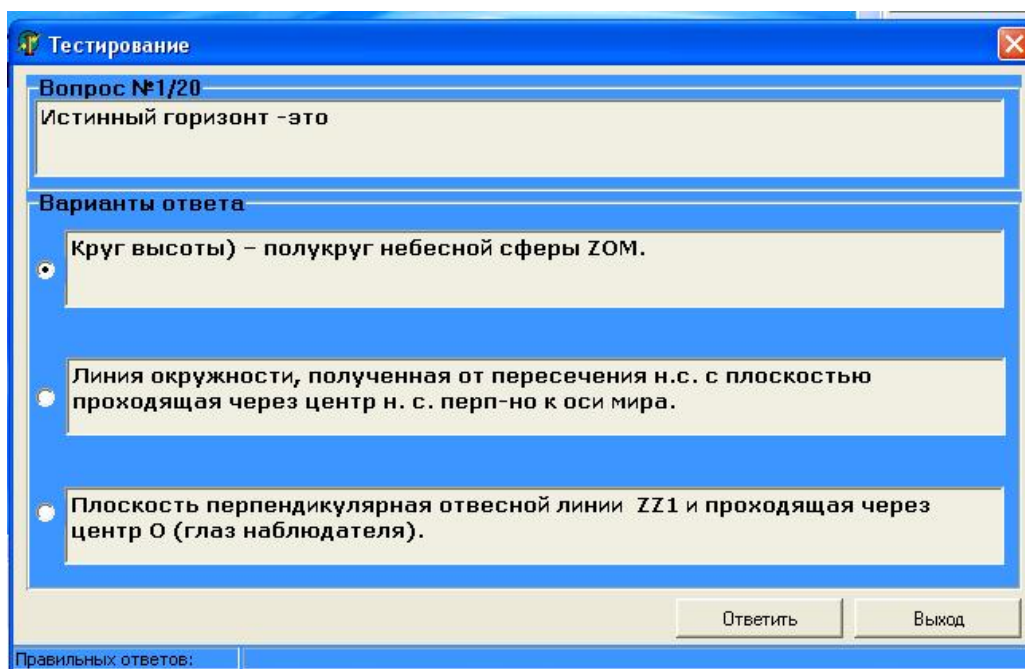 Тестирование
Вопрос №1/20
Истинный горизонт -это
Варианты ответа
Круг высоты) – полукруг небесной сферы ZOM.
Линия окружности, полученная от пересечения н.с. с плоскостью
проходящая через центр н. с. перп-но к оси мира.
Плоскость перпендикулярная отвесной линии ZZ1 и проходящая через
центр О (глаз наблюдателя).
Ответить
Выход
Правильных ответов: